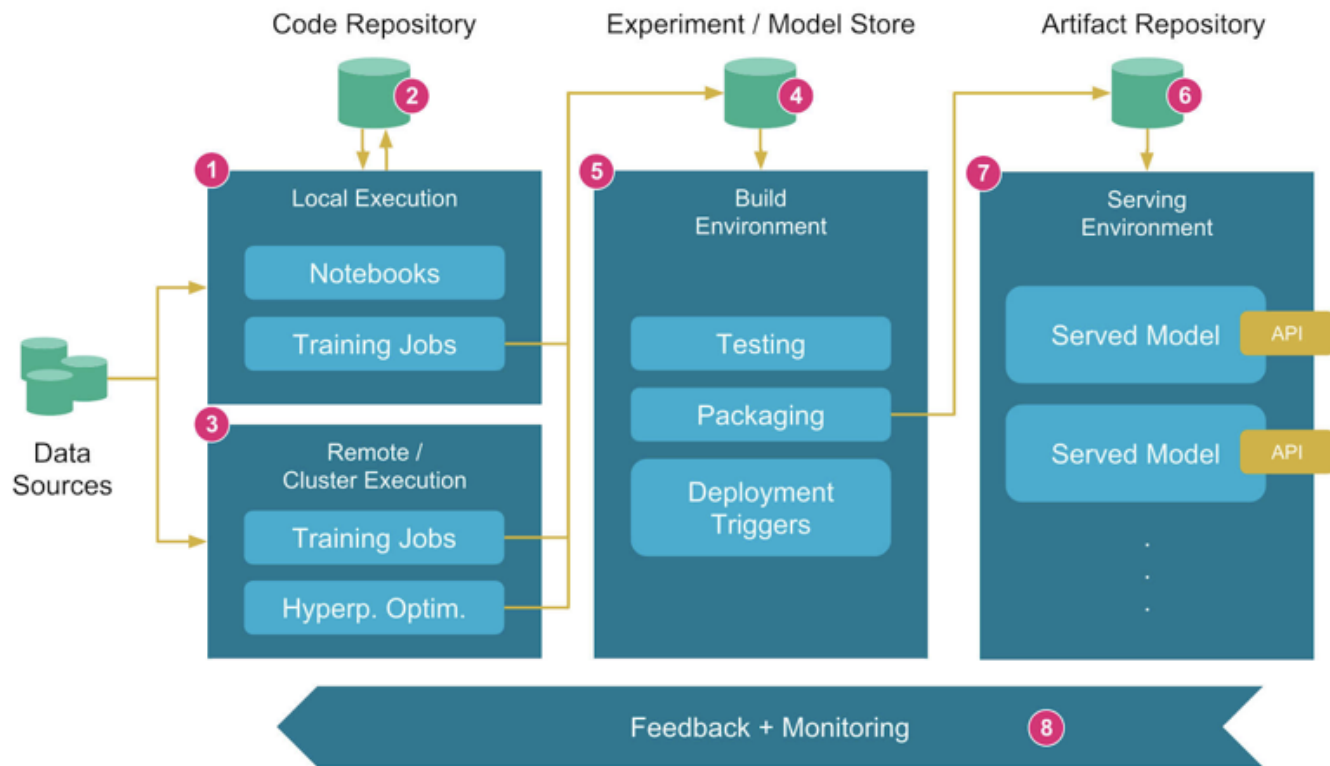 Code Repository
Experiment / Model Store
Artifact Repository
2
4
6
1
5
7
Local Execution
Notebooks
Training Jobs
3
Remote /
Cluster Execution
Training Jobs
Hyperp. Optim.
Data
Sources
Build
Environment
Testing
Packaging
Deployment
Triggers
Serving
Environment
Served Model
API
Served Model
API
.
.
.
Feedback + Monitoring
8